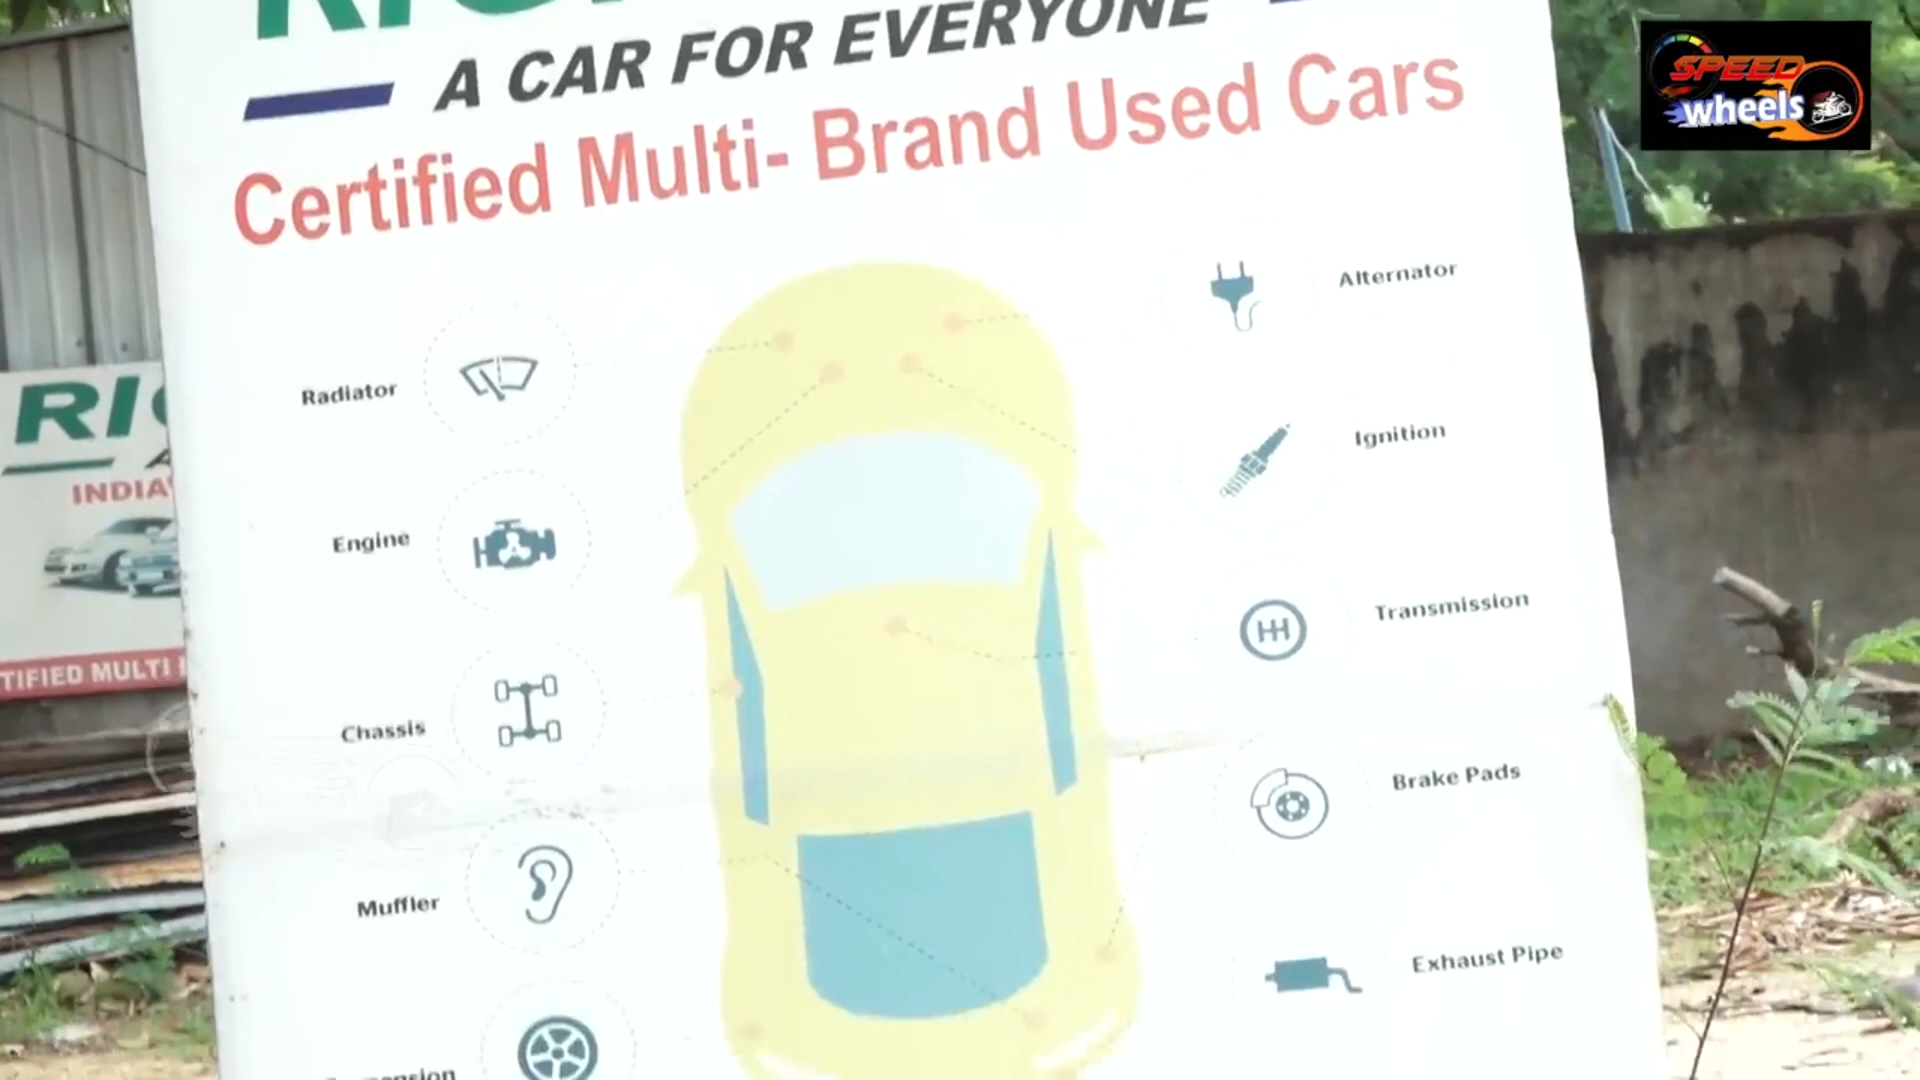 A CAR FOR EVERYONE
Certified Multi- Brand Used Cars
Radiator
Engine
Chassis
Muffler
Alternator
Ignition
Transmission
Brake Pads
Exhaust Pipe
INDIA'
TIFIED MULTI
SPEED
wheels